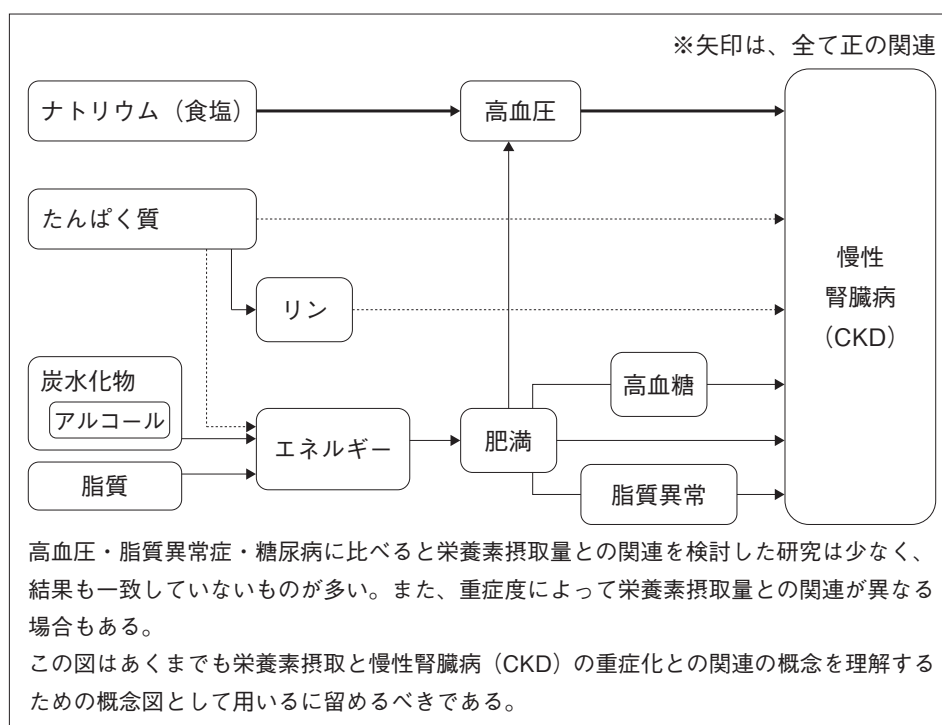 ※矢印は、全て正の関連
ナトリウム（食塩）
高血圧
たんぱく質
リン
慢性
腎臓病
（CKD）
炭水化物
アルコール
脂質
エネルギー
肥満
高血糖
脂質異常
高血圧・脂質異常症・糖尿病に比べると栄養素摂取量との関連を検討した研究は少なく、
結果も一致していないものが多い。また、重症度によって栄養素摂取量との関連が異なる
場合もある。
この図はあくまでも栄養素摂取と慢性腎臓病（CKD）の重症化との関連の概念を理解する
ための概念図として用いるに留めるべきである。